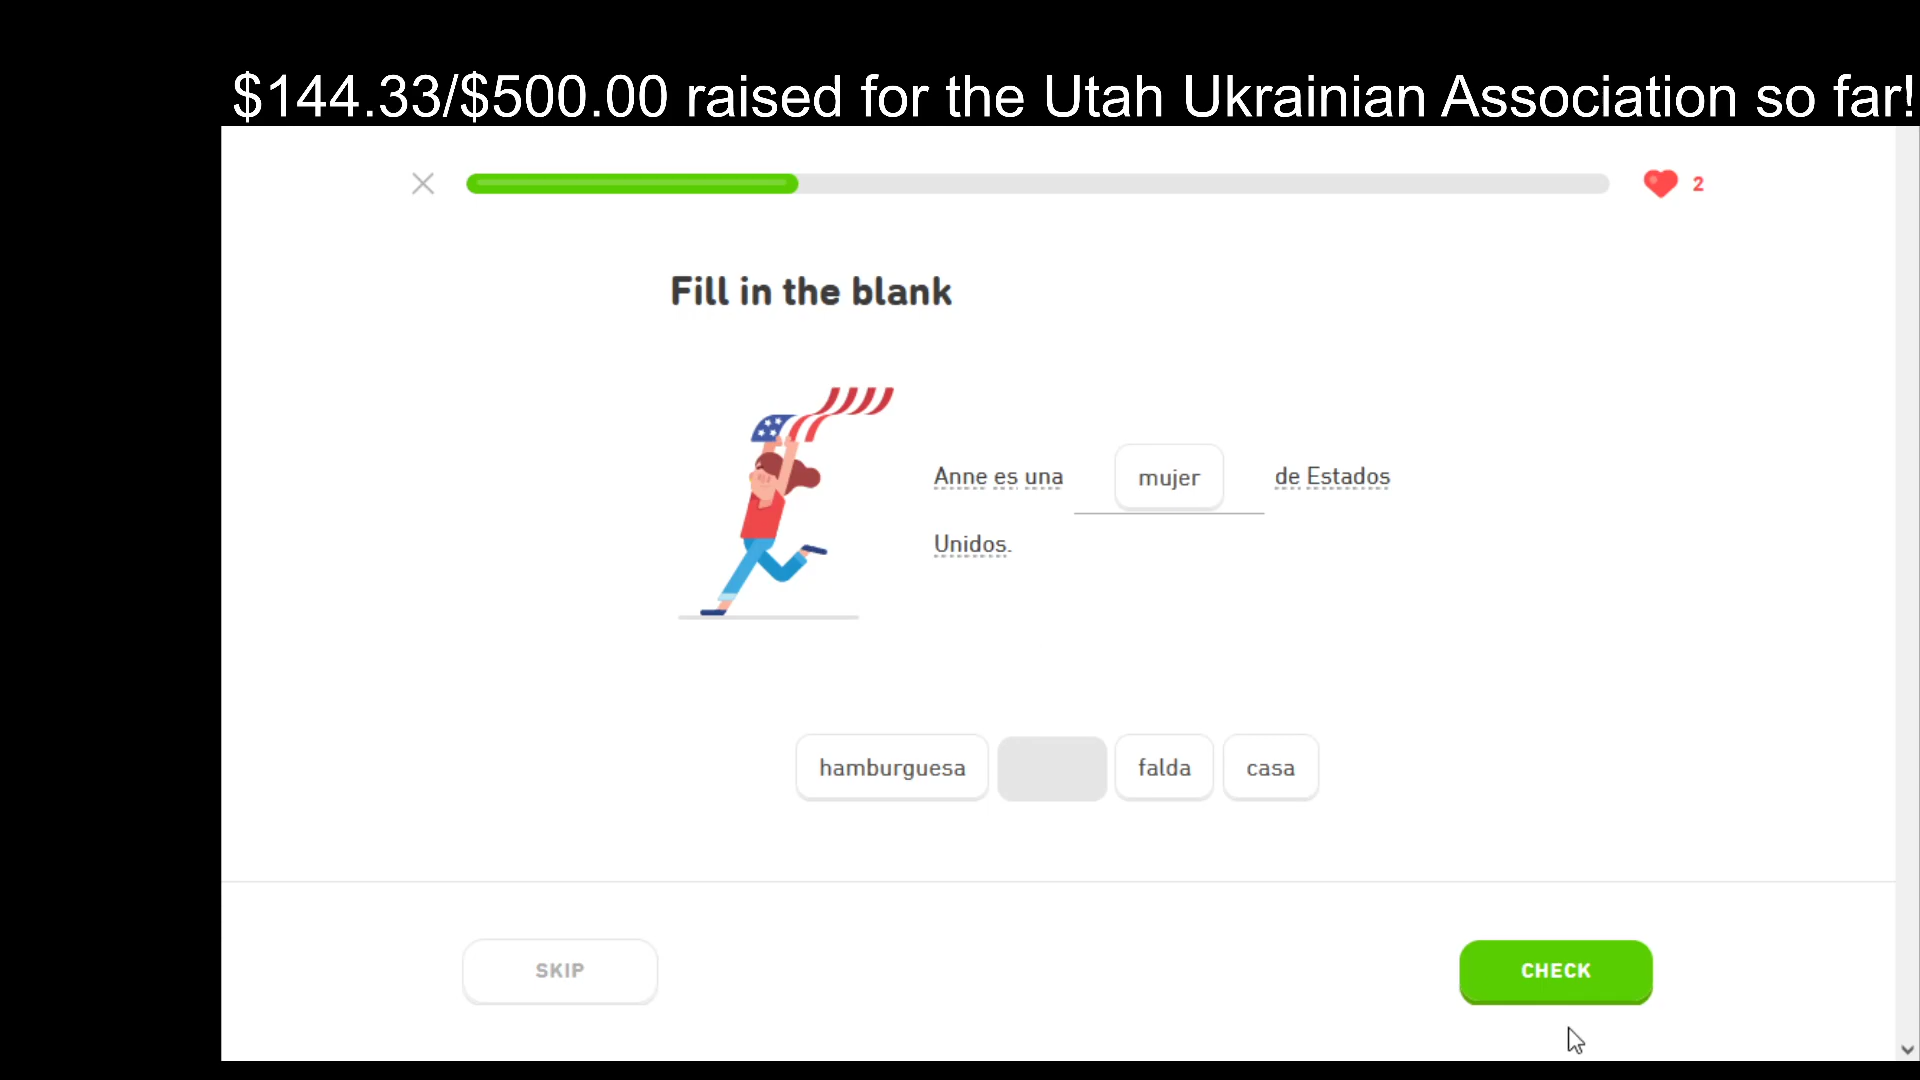 $144.33/$500.00 raised for the Utah Ukrainian Association so far!
2
Fill in the blank
Anne es una mujer de Estados
Unidos.
hamburguesa falda casa
SKIP CHECK